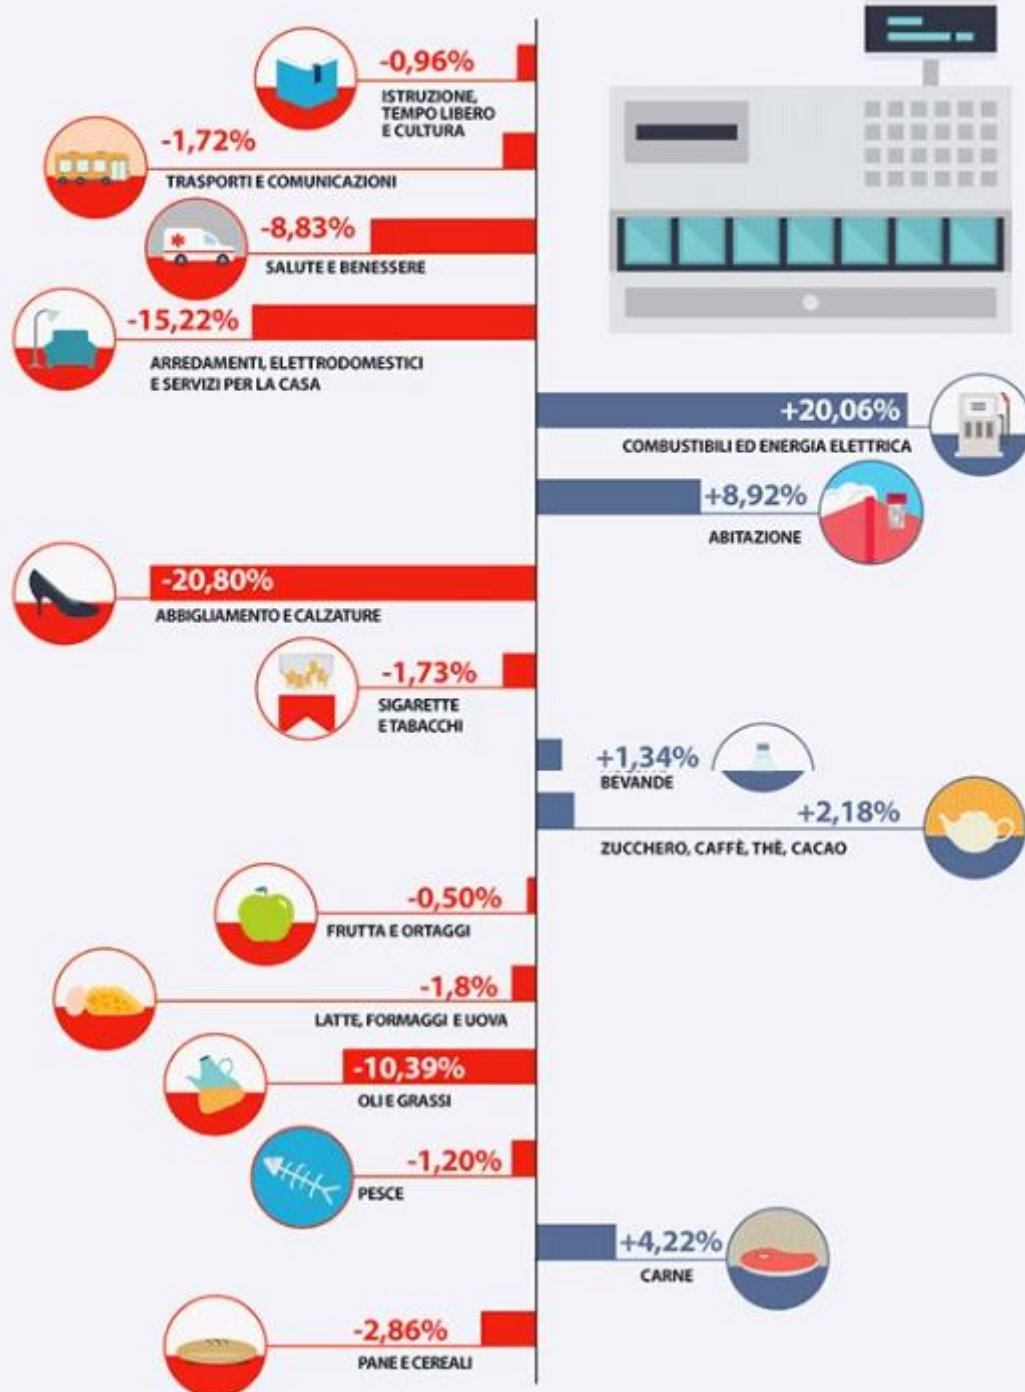 -0,96%
ISTRUZIONE,
TEMPO LIBERO
E CULTURA
-1,72%
TRASPORTI E COMUNICAZIONI
-8,83%
SALUTE E BENESSERE
-15,22%
ARREDAMENTI, ELETTRODOMESTICI
E SERVIZI PER LA CASA
+20,06%
COMBUSTIBILI ED ENERGIA ELETTRICA
+8,92%
ABITAZIONE
-20,80%
ABBIGLIAMENTO E CALZATURE
-1,73%
SIGARETTE
E TABACCHI
+1,34%
BEVANDE
+2,18%
ZUCCHERO, CAFFÈ, THÈ, CACAO
-0,50%
FRUTTA E ORTAGGI
-1,8%
LATTE, FORMAGGI E UOVA
-10,39%
OLI E GRASSI
-1,20%
PESCE
+4,22%
CARNE
-2,86%
PANE E CEREALI